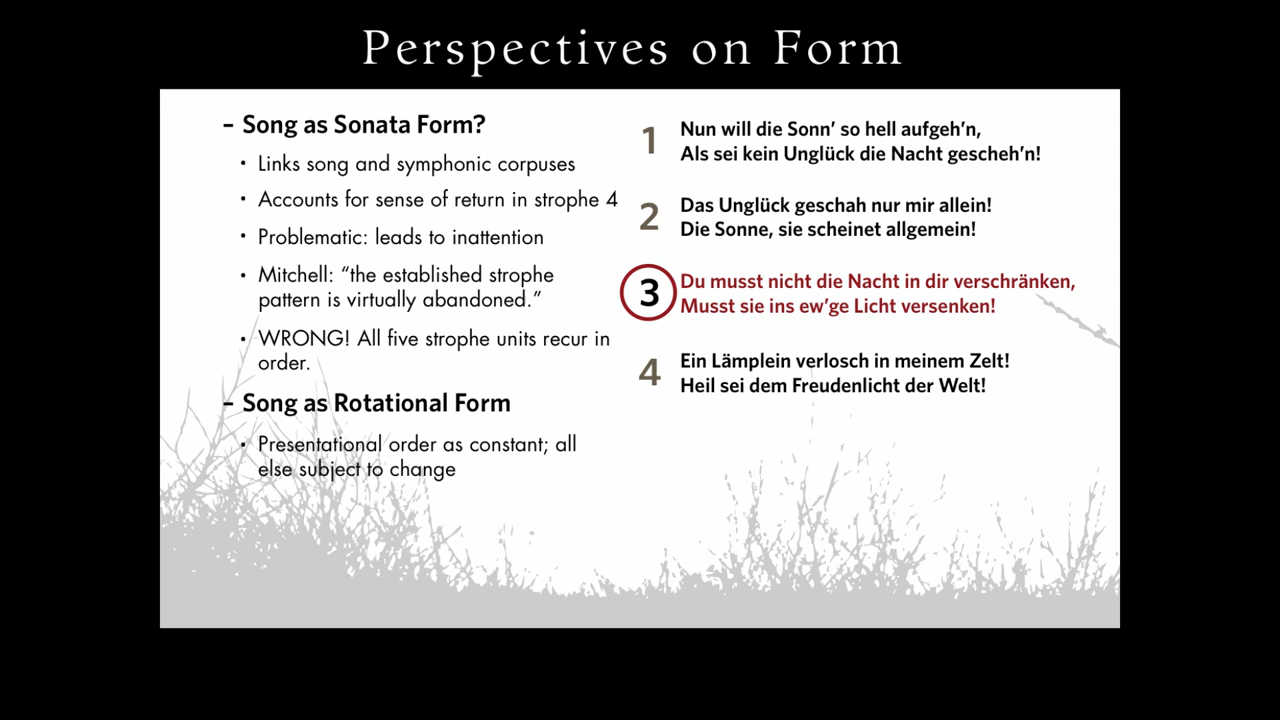 Perspectives on Form
– Song as Sonata Form?
· Links song and symphonic corpuses
· Accounts for sense of return in strophe 4
· Problematic: leads to inattention
· Mitchell: “the established strophe
pattern is virtually abandoned.”
· WRONG! All five strophe units recur in
order.
– Song as Rotational Form
· Presentational order as constant; all
else subject to change
1
Nun will die Sonn’ so hell aufgeh’n,
Als sei kein Unglück die Nacht gescheh’n!
2
Das Unglück geschah nur mir allein!
Die Sonne, sie scheinet allgemein!
3
Du musst nicht die Nacht in dir verschränken,
Musst sie ins ew’ge Licht versenken!
4
Ein Lämplein verlosch in meinem Zelt!
Heil sei dem Freudenlicht der Welt!